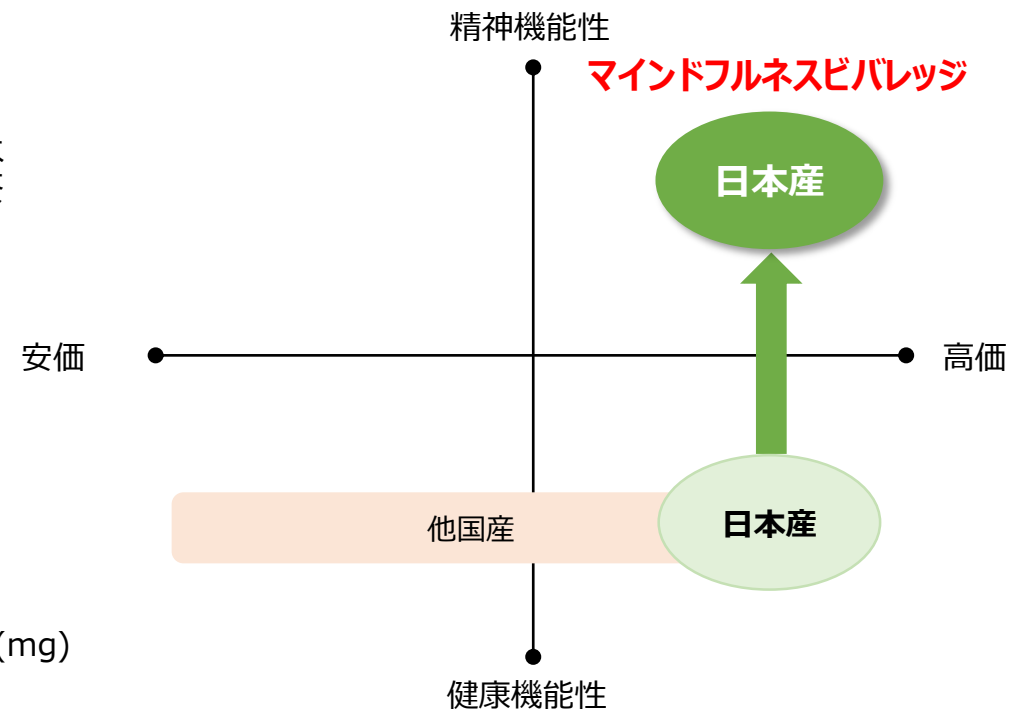 精神機能性
マインドフルネスビバレッジ
日本産
安価
高価
他国産
日本産
(mg)
健康機能性